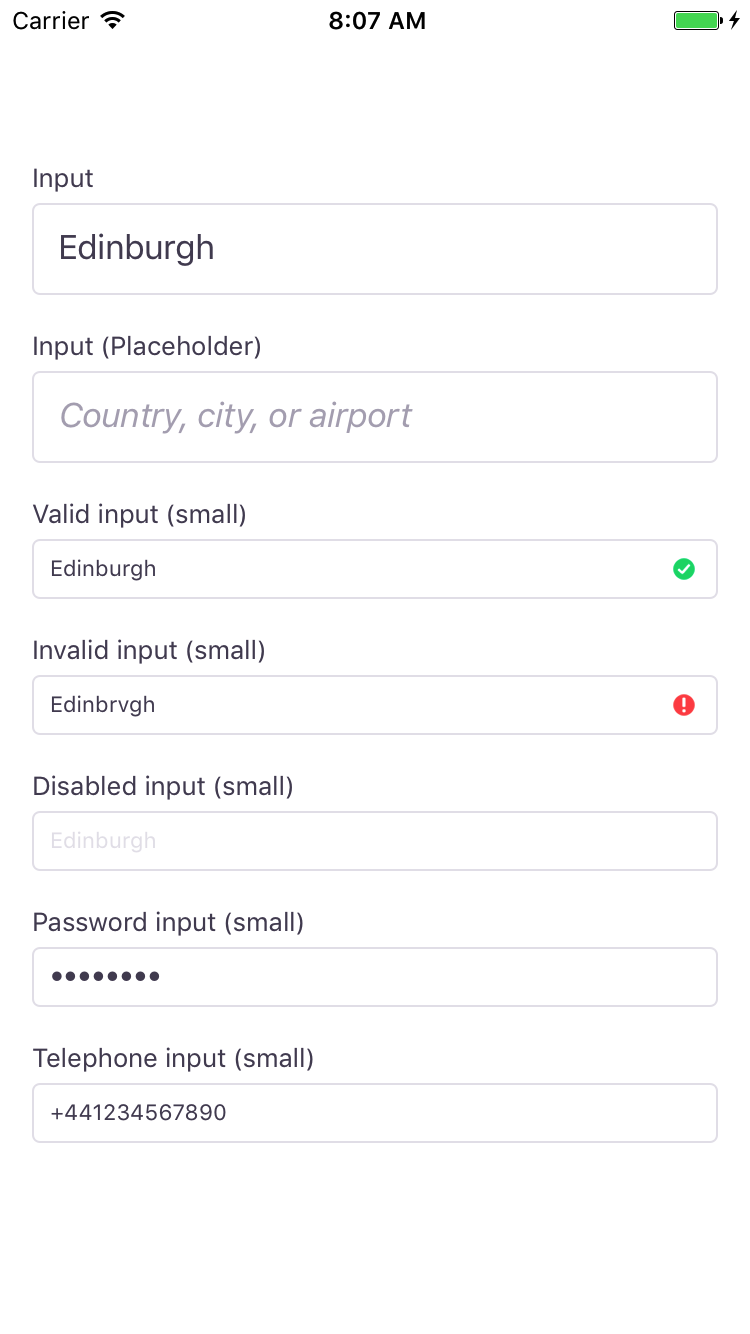 Carrier 8:07 AM
Input
Edinburgh
Input (Placeholder)
Country, city, or airport
Valid input (small)
Edinburgh
Invalid input (small)
Edinbrvgh
Disabled input (small)
Edinburgh
Password input (small)
••••••••
Telephone input (small)
+441234567890